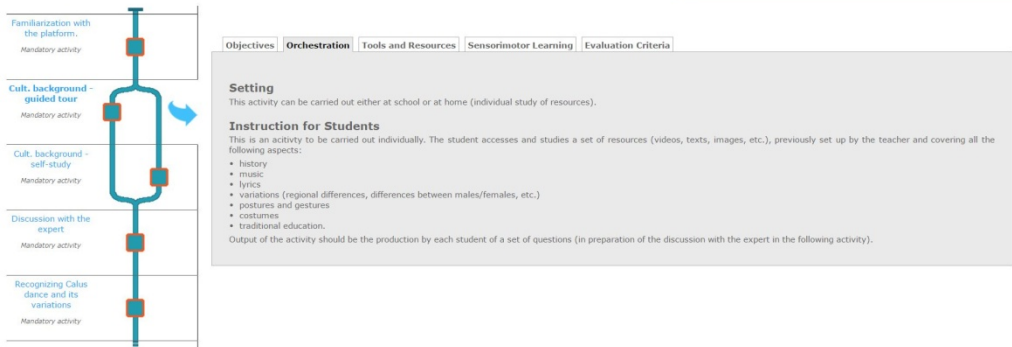 Familiarization with
the platform.
Mandatory activity
Cult. background -
guided tour
Mandatory activity
Cult. background -
self-study
Mandatory activity
Discussion with the
expert
Mandatory activity
Recognizing Calus
dance and its
variations
Mandatory activity
Objectives Orchestration Tools and Resources Sensorimotor Learning Evaluation Criteria
Setting
This activity can be carried out either at school or at home (individual study of resources).
Instruction for Students
This is an acitivty to be carried out individually. The student accesses and studies a set of resources (videos, texts, images, etc.), previously set up by the teacher and covering all the
following aspects:
• history
• music
• lyrics
• variations (regional differences, differences between males/females, etc.)
• postures and gestures
• costumes
• traditional education.
Output of the activity should be the production by each student of a set of questions (in preparation of the discussion with the expert in the following activity).